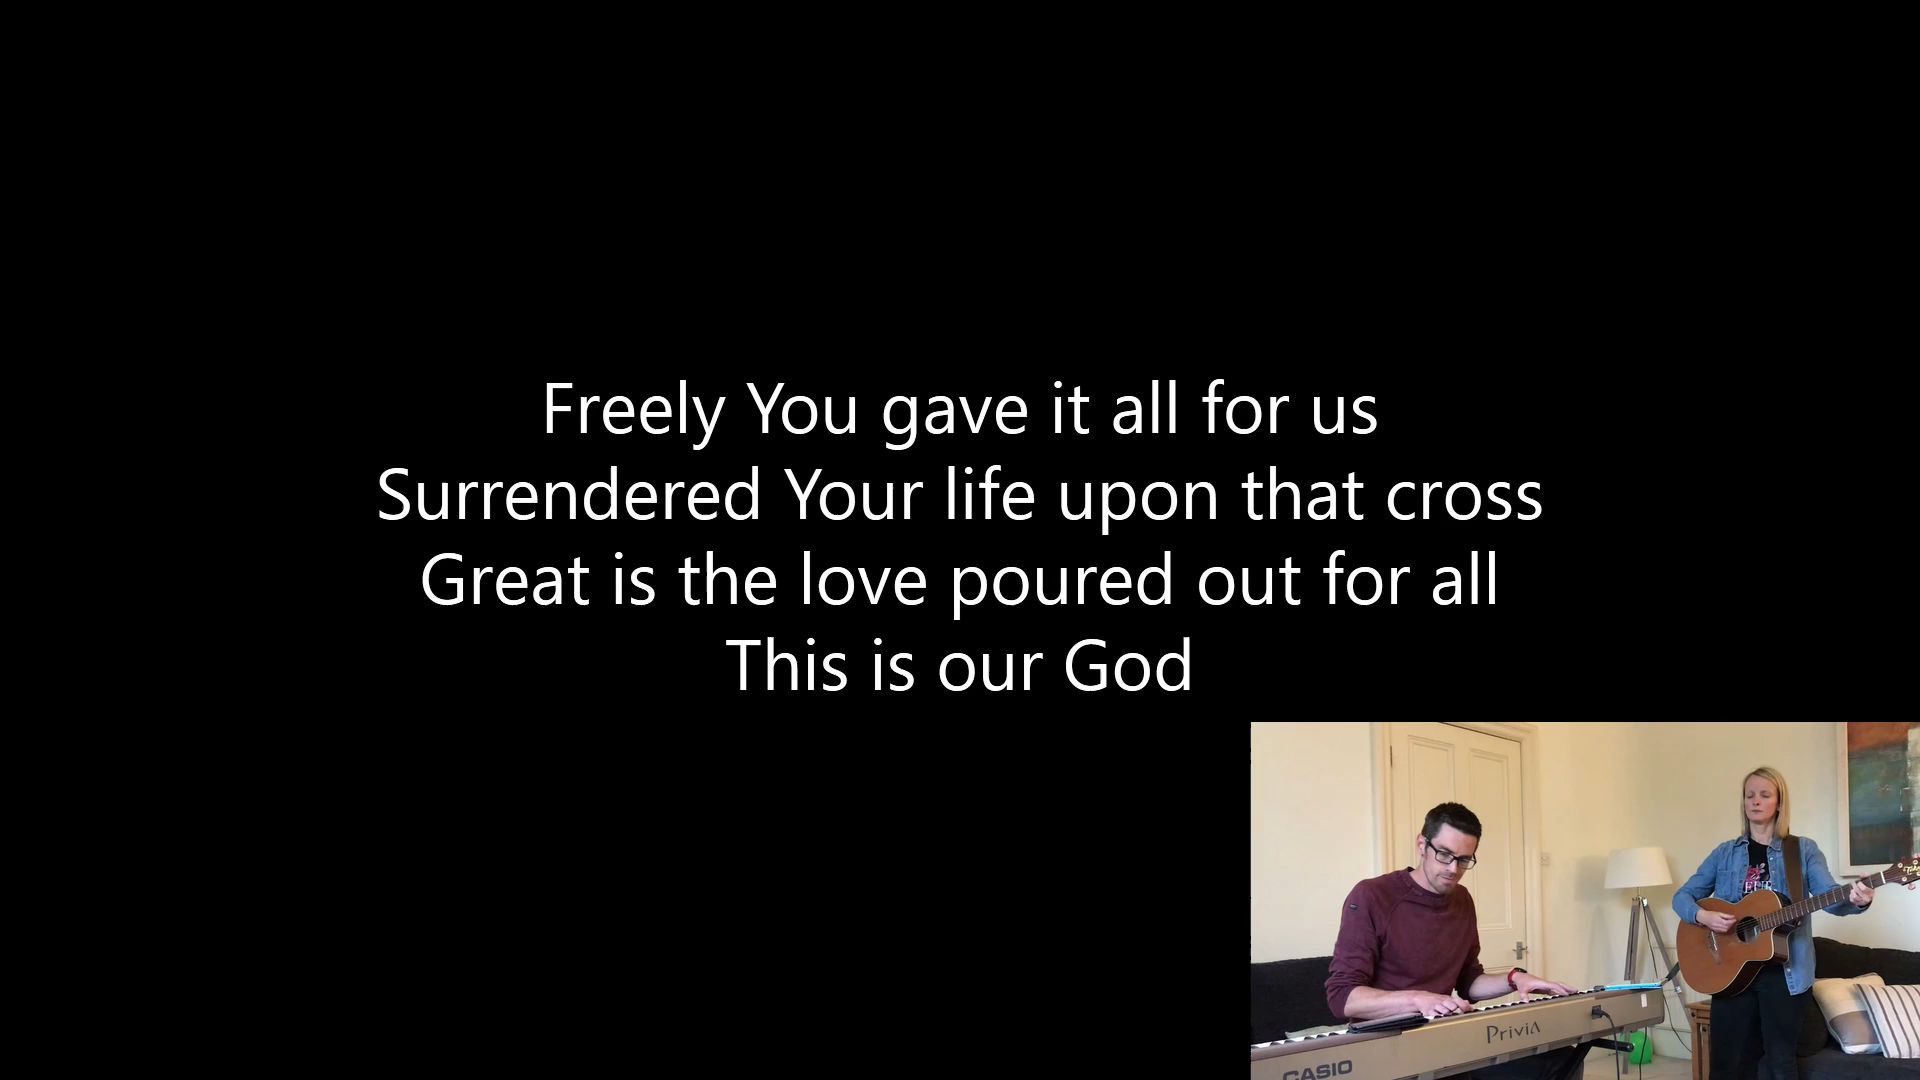 Freely You gave it all for us
Surrendered Your life upon that cross
Great is the love poured out for all
This is our God
Privia
CASIO